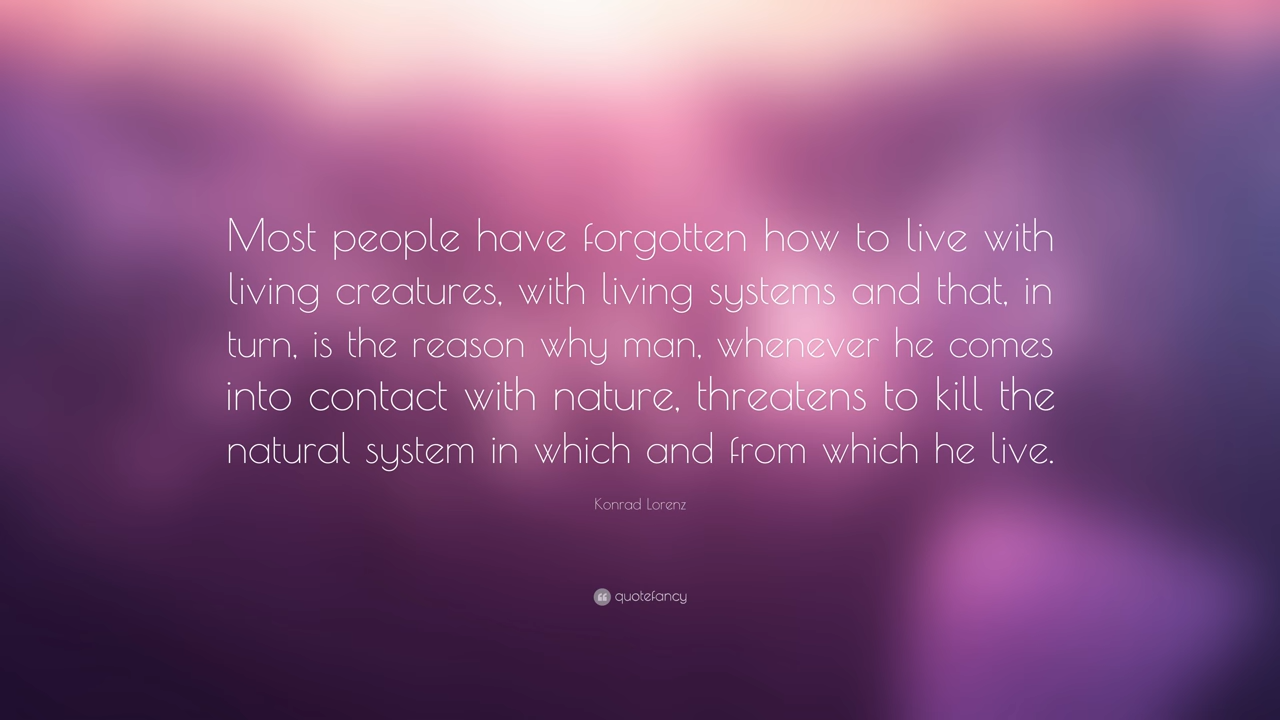 Most people have forgotten how to live with
living creatures, with living systems and that, in
turn, is the reason why man, whenever he comes
into contact with nature, threatens to kill the
natural system in which and from which he live.
Konrad Lorenz
quotefancy